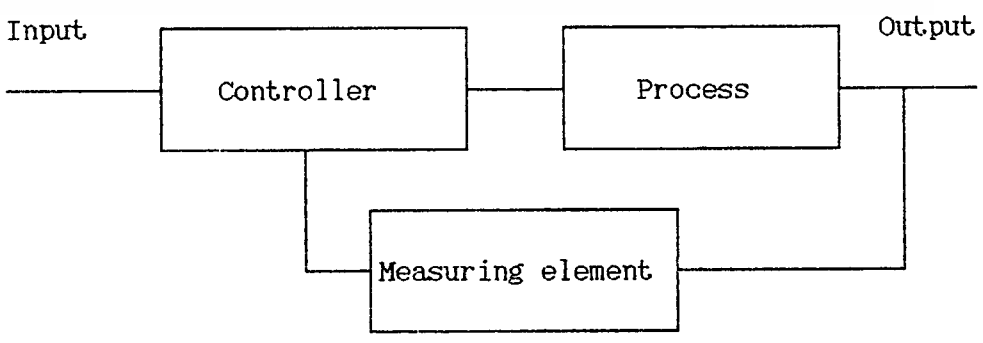 Input
Output
Controller
Process
Measuring element